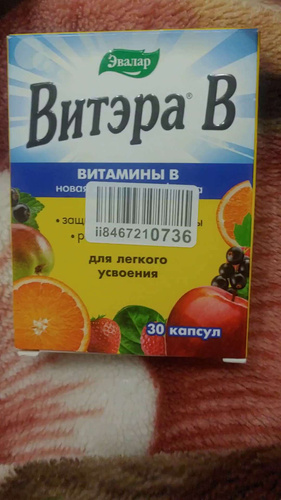 Эвалар
Витэра® В
ВИТАМИНЫ В
новая
ii8467210736
для легкого
усвоения
30 капсул